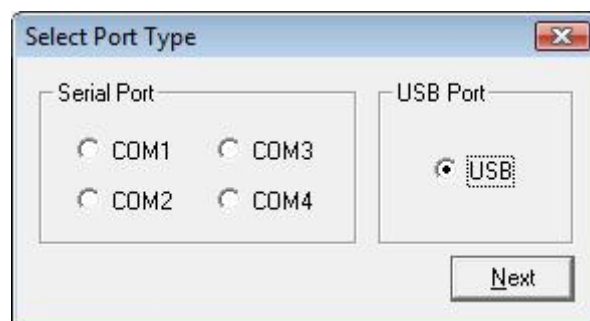 Select Port Type
Serial Port
USB Port
COM1
COM3
USB
COM2
COM4
Next